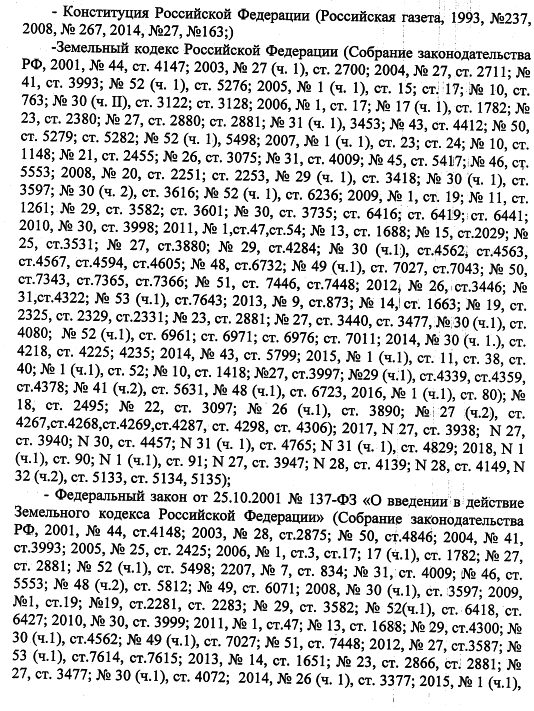 - Конституция Российской Федерации (Российская газета, 1993, №237,
2008, № 267, 2014, №27, №163;)
-Земельный кодекс Российской Федерации (Собрание законодательства
РФ, 2001, № 44, ст. 4147; 2003, № 27 (ч. 1), ст. 2700; 2004, № 27, ст. 2711; №
41, ст. 3993; № 52 (ч. 1), ст. 5276; 2005, № 1 (ч. 1), ст. 15; ст. 17; № 10, ст.
763; № 30 (ч. II), ст. 3122; ст. 3128; 2006, № 1, ст. 17; № 17 (ч. 1), ст. 1782; №
23, ст. 2380; № 27, ст. 2880; ст. 2881; № 31 (ч. 1), 3453; № 43, ст. 4412; № 50,
ст. 5279; ст. 5282; № 52 (ч. 1), 5498; 2007, № 1 (ч. 1), ст. 23; ст. 24; № 10, ст.
1148; № 21, ст. 2455; № 26, ст. 3075; № 31, ст. 4009; № 45, ст. 5417; № 46, ст.
5553; 2008, № 20, ст. 2251; ст. 2253, № 29 (ч. 1), ст. 3418; № 30 (ч. 1), ст.
3597; № 30 (ч. 2), ст. 3616; № 52 (ч. 1), ст. 6236; 2009, № 1, ст. 19; № 11, ст.
1261; № 29, ст. 3582; ст. 3601; № 30, ст. 3735; ст. 6416; ст. 6419; ст. 6441;
2010, № 30, ст. 3998; 2011, № 1,ст.47,ст.54; № 13, ст. 1688; № 15, ст.2029; №
25, ст.3531; № 27, ст.3880; № 29, ст.4284; № 30 (ч.1), ст.4562, ст.4563,
ст.4567, ст.4594, ст.4605; № 48, ст.6732; № 49 (ч.1), ст. 7027, ст.7043; № 50,
ст.7343, ст.7365, ст.7366; № 51, ст. 7446, ст.7448; 2012, № 26, ст.3446; №
31,ст.4322; № 53 (ч.1), ст.7643; 2013, № 9, ст.873; № 14, ст. 1663; № 19, ст.
2325, ст. 2329, ст.2331; № 23, ст. 2881; № 27, ст. 3440, ст. 3477, № 30 (ч.1), ст.
4080; № 52 (ч.1), ст. 6961; ст. 6971; ст. 6976; ст. 7011; 2014, № 30 (ч. 1.), ст.
4218, ст. 4225; 4235; 2014, № 43, ст. 5799; 2015, № 1 (ч.1), ст. 11, ст. 38, ст.
40; № 1 (ч.1), ст. 52; № 10, ст. 1418; №27, ст.3997; №29 (ч.1), ст.4339, ст.4359,
ст.4378; № 41 (ч.2), ст. 5631, № 48 (ч.1), ст. 6723, 2016, № 1 (ч.1), ст. 80); №
18, ст. 2495; № 22, ст. 3097; № 26 (ч.1), ст. 3890; № 27 (ч.2), ст.
4267,ст.4268,ст.4269,ст.4287, ст. 4298, ст. 4306); 2017, N 27, ст. 3938; N 27,
ст. 3940; N 30, ст. 4457; N 31 (ч. 1), ст. 4765; N 31 (ч. 1), ст. 4829; 2018, N 1
(ч.1), ст. 90; N 1 (ч.1), ст. 91; N 27, ст. 3947; N 28, ст. 4139; N 28, ст. 4149, N
32 (ч.2), ст. 5133, ст. 5134, 5135);
- Федеральный закон от 25.10.2001 № 137-ФЗ «О введении в действие
Земельного кодекса Российской Федерации» (Собрание законодательства
РФ, 2001, № 44, ст.4148; 2003, № 28, ст.2875; № 50, ст.4846; 2004, № 41,
ст.3993; 2005, № 25, ст. 2425; 2006, № 1, ст.3, ст.17; 17 (ч.1), ст. 1782; № 27,
ст. 2881; № 52 (ч.1), ст. 5498; 2207, № 7, ст. 834; № 31, ст. 4009; № 46, ст.
5553; № 48 (ч.2), ст. 5812; № 49, ст. 6071; 2008, № 30 (ч.1), ст. 3597; 2009,
№1, ст.19; №19, ст.2281, ст. 2283; № 29, ст. 3582; № 52(ч.1), ст. 6418, ст.
6427; 2010, № 30, ст. 3999; 2011, № 1, ст.47; № 13, ст. 1688; № 29, ст.4300; №
30 (ч.1), ст.4562; № 49 (ч.1), ст. 7027; № 51, ст. 7448; 2012, № 27, ст.3587; №
53 (ч.1), ст.7614, ст.7615; 2013, № 14, ст. 1651; № 23, ст. 2866, ст. 2881; №
27, ст. 3477; № 30 (ч.1), ст. 4072; 2014, № 26 (ч. 1), ст. 3377; 2015, № 1 (ч.1),